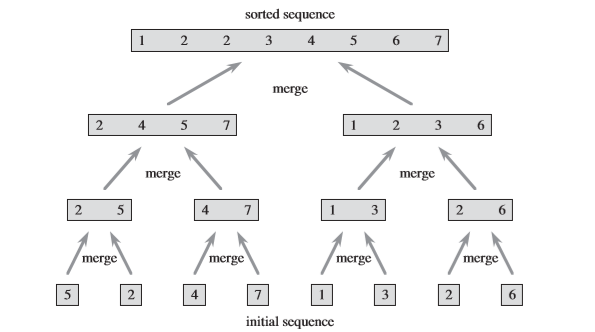 sorted sequence
1 2 2 3 4 5 6 7
merge
2 4 5 7 1 2 3 6
merge merge
2 5 4 7 1 3 2 6
merge merge merge merge
5 2 4 7 1 3 2 6
initial sequence